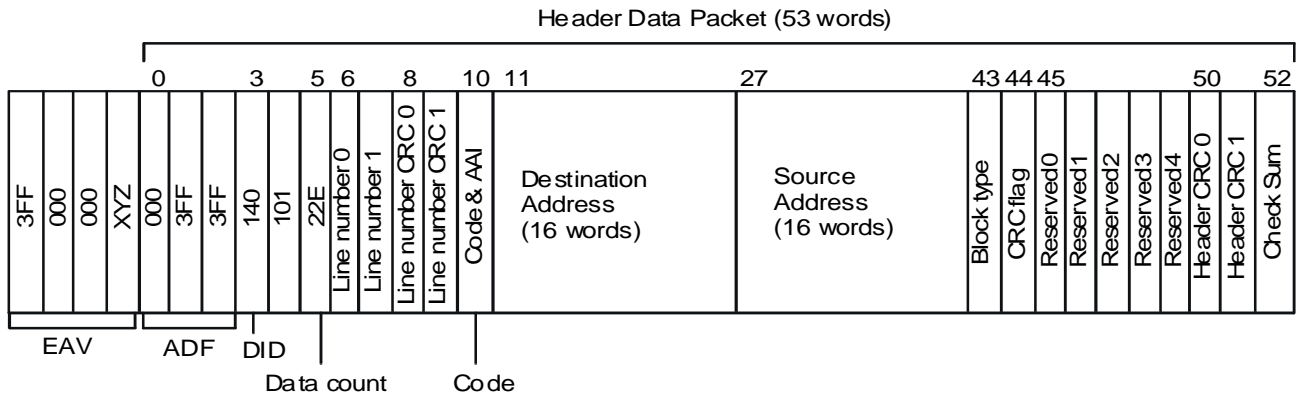 Header Data Packet (53 words)
0 3 5 6 8 10 11 27 43 44 45 50 52
3FF
000
000
XYZ
000
3FF
3FF
140
101
22E
Line number 0
Line number 1
Line number CRC 0
Line number CRC 1
Code & AAI
Destination
Address
(16 words)
Source
Address
(16 words)
Block type
CRC flag
Reserved0
Reserved1
Reserved2
Reserved3
Reserved4
Header CRC 0
Header CRC 1
Check Sum
EAV ADF DID
Data count Code